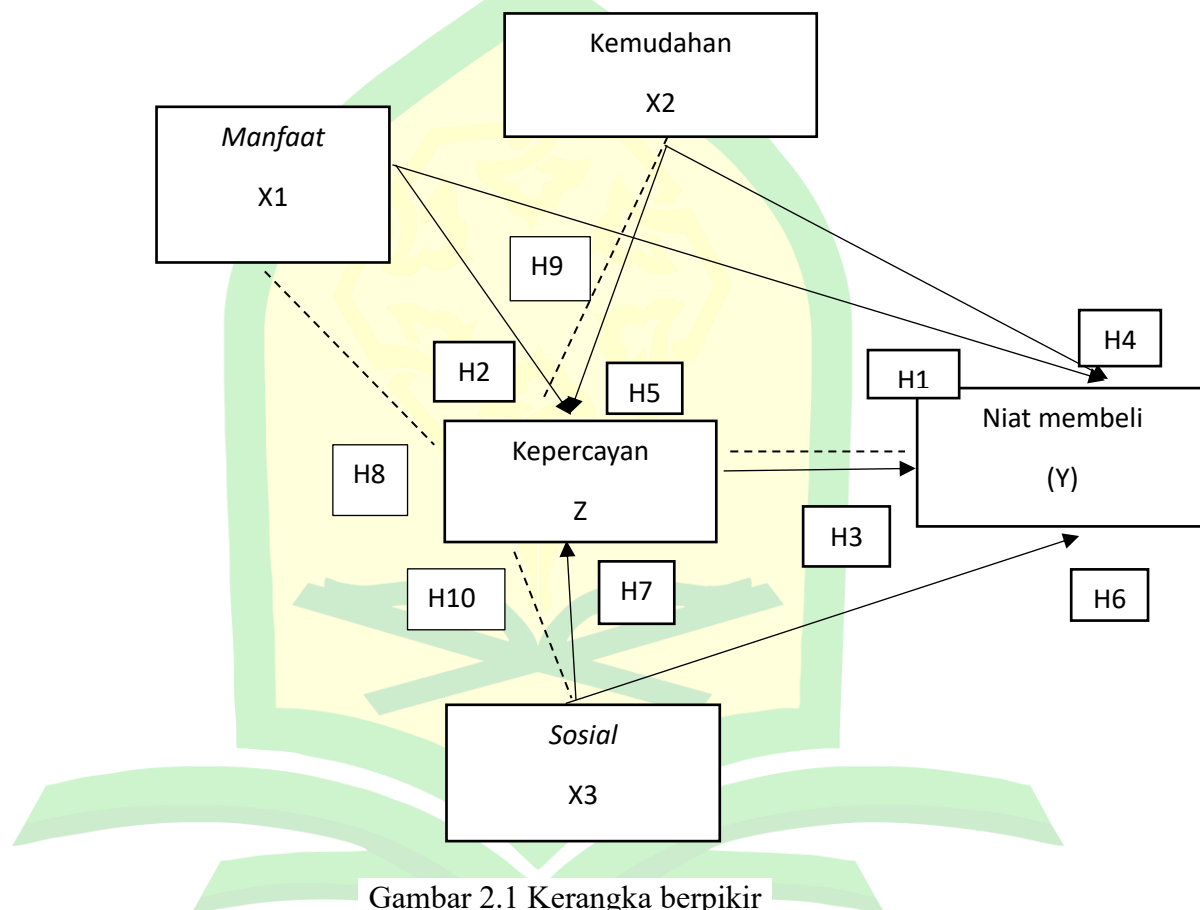 Kemudahan
X2
Manfaat
X1
H9
H4
H2
H5
H1
Niat membeli
(Y)
Kepercayan
Z
H8
H3
H10
H7
H6
Sosial
X3
Gambar 2.1 Kerangka berpikir